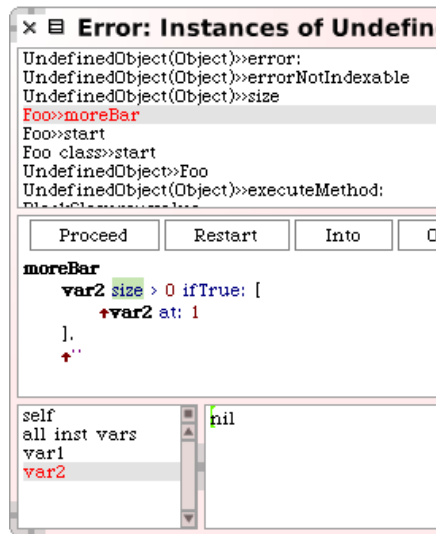 Error: Instances of Undefin
UndefinedObject(Object)>>error:
UndefinedObject(Object)>>errorNotIndexable
UndefinedObject(Object)>>size
Foo>>moreBar
Foo>>start
Foo class>>start
UndefinedObject>>Foo
UndefinedObject(Object)>>executeMethod:
Proceed Restart Into
moreBar
var2 size > 0 ifTrue: [
↑var2 at: 1
].
↑''
self
all inst vars
var1
var2
nil